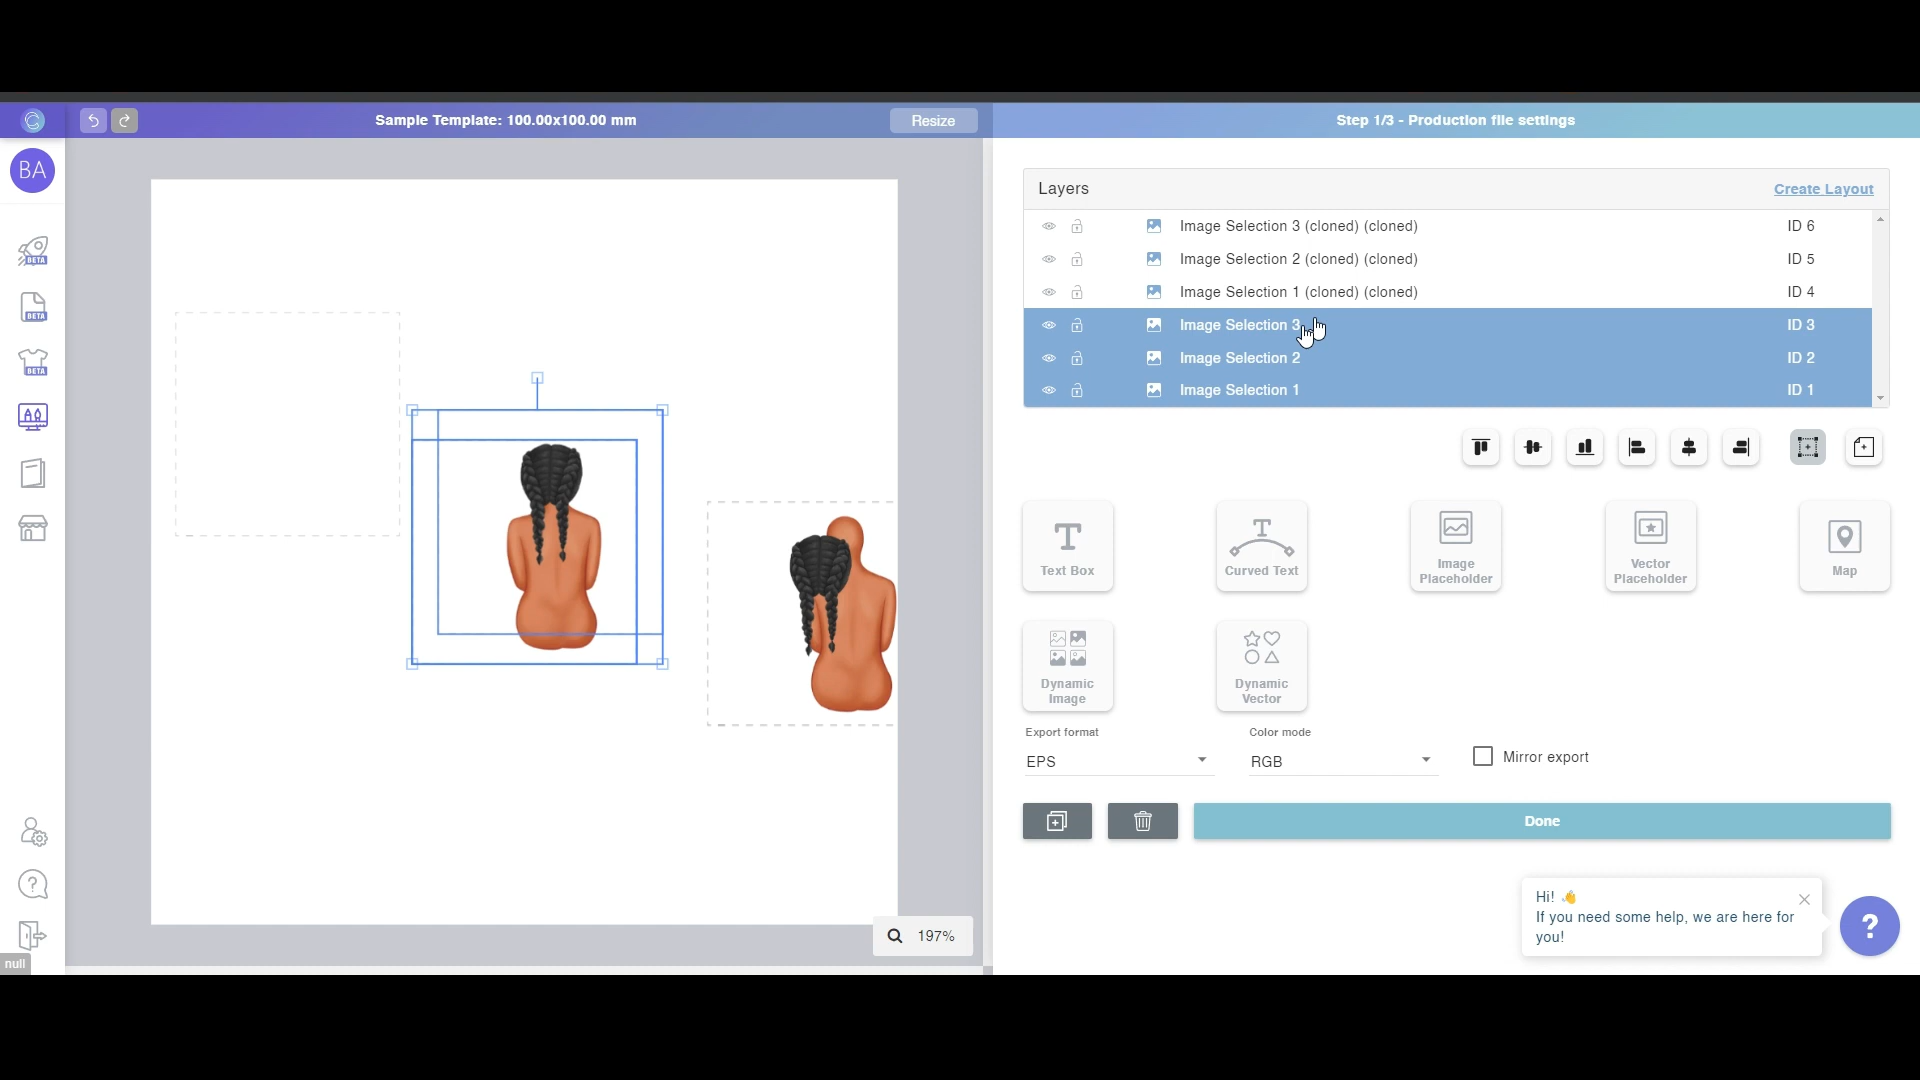 Sample Template: 100.00x100.00 mm
Resize
Step 1/3 - Production file settings
BA
BETA
BETA
BETA
Layers
Create Layout
Image Selection 3 (cloned) (cloned)
ID 6
Image Selection 2 (cloned) (cloned)
ID 5
Image Selection 1 (cloned) (cloned)
ID 4
Image Selection 3
ID 3
Image Selection 2
ID 2
Image Selection 1
ID 1
Text Box
Curved Text
Image
Placeholder
Vector
Placeholder
Map
Dynamic
Image
Dynamic
Vector
Export format
EPS
Color mode
RGB
Mirror export
Done
Hi! 👋
If you need some help, we are here for
you!
197%
null